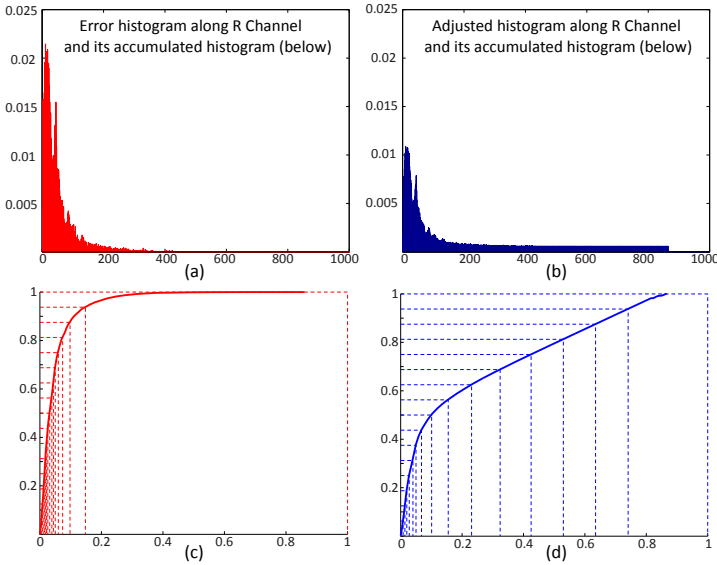 Error histogram along R Channel
and its accumulated histogram (below)
0.025
0.02
0.015
0.01
0.005
0 200 400 600 800 1000
(a)
Adjusted histogram along R Channel
and its accumulated histogram (below)
0.025
0.02
0.015
0.01
0.005
0 200 400 600 800 1000
(b)
1
0.8
0.6
0.4
0.2
0 0.2 0.4 0.6 0.8 1
(c)
1
0.8
0.6
0.4
0.2
0 0.2 0.4 0.6 0.8 1
(d)